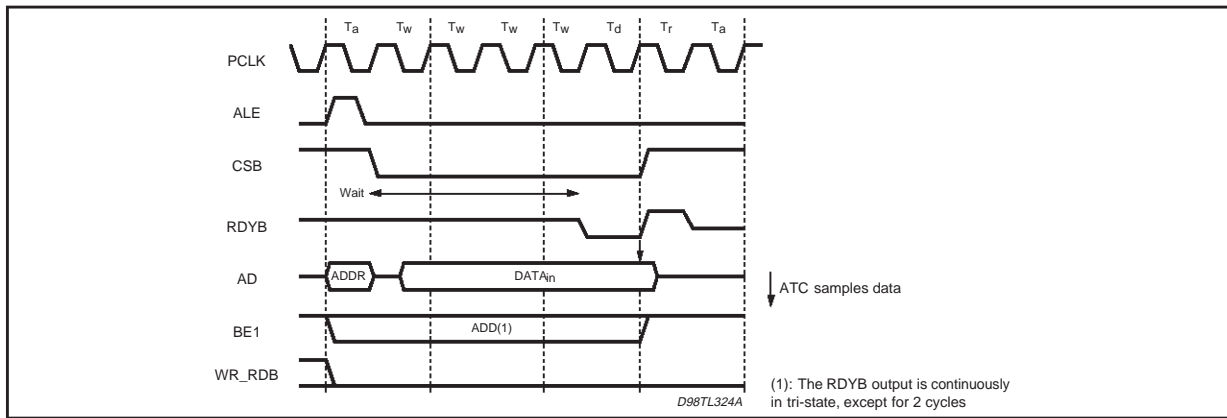 Ta Tw Tw Tw Tw Td Tr Ta
PCLK
ALE
CSB
Wait
RDYB
AD ADDR DATAin
ATC samples data
BE1 ADD(1)
WR_RDB
D98TL324A
(1): The RDYB output is continuously
in tri-state, except for 2 cycles